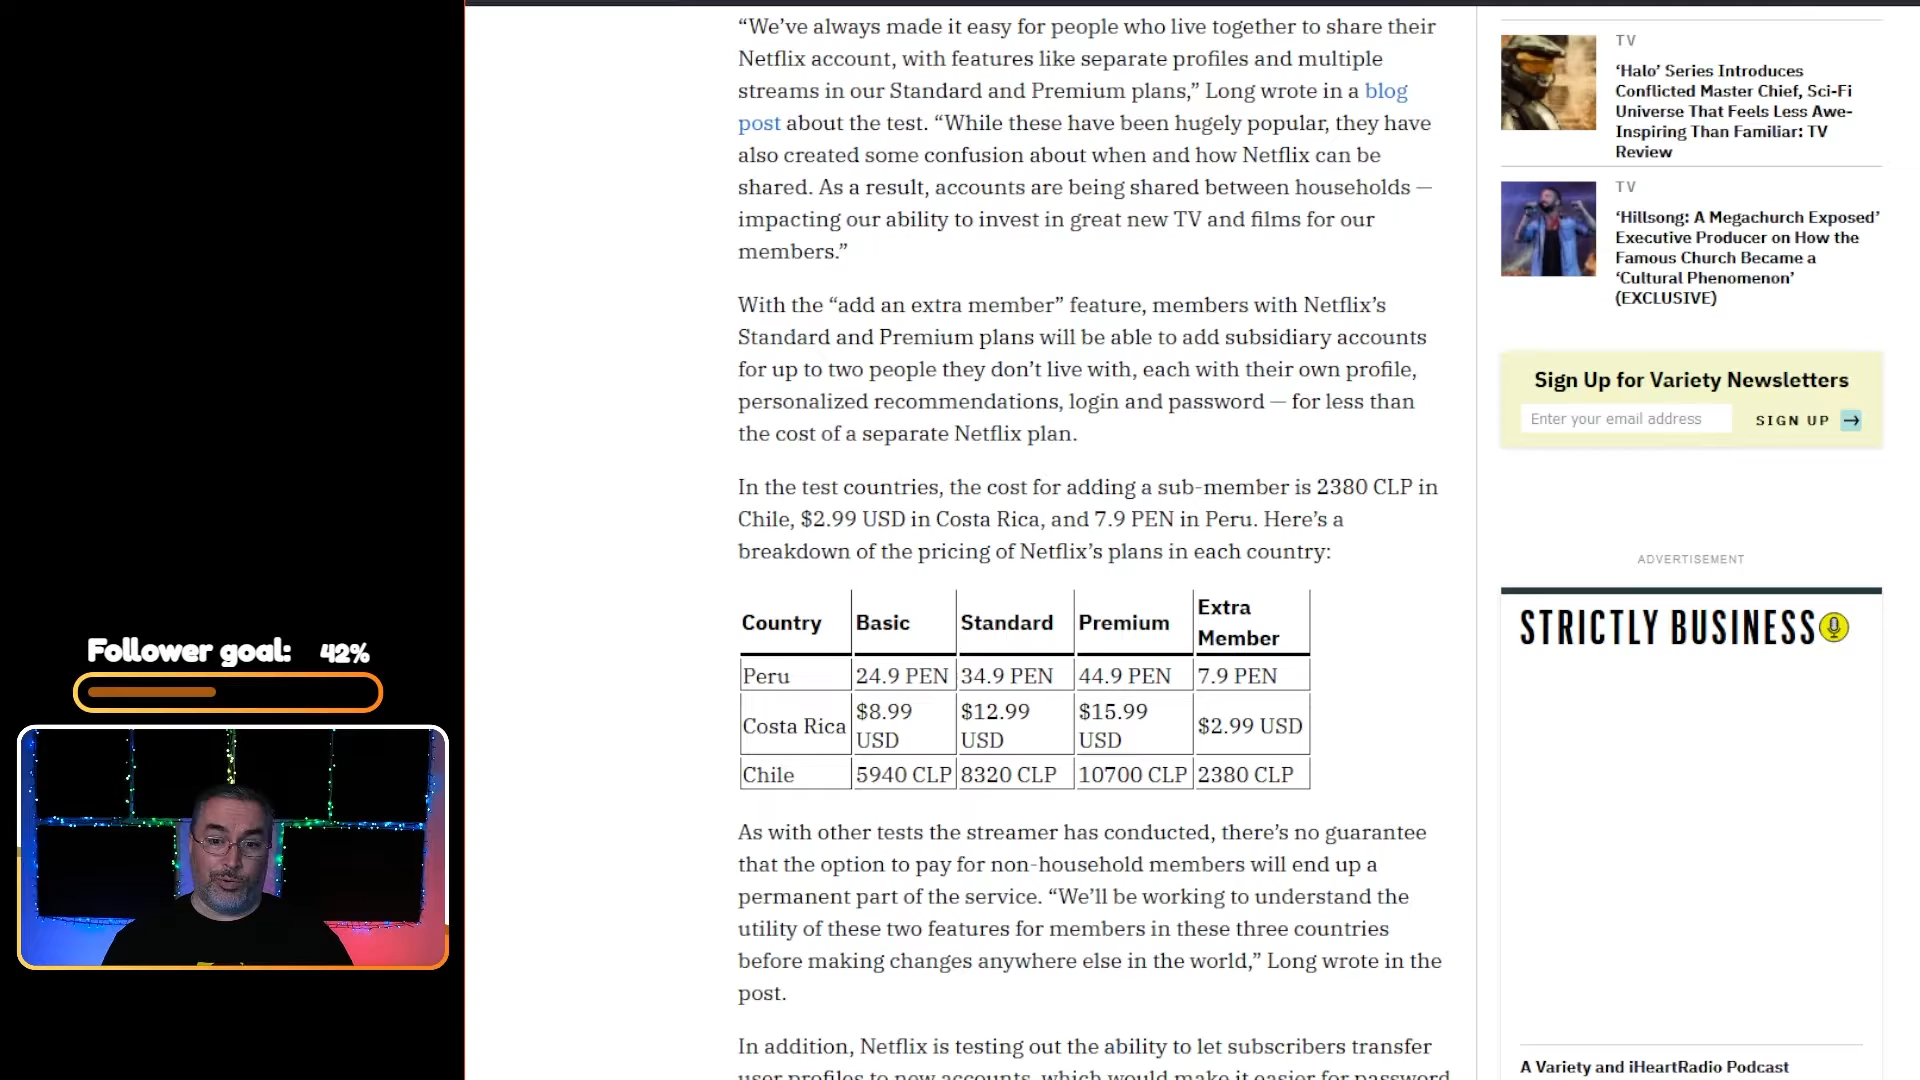 “We’ve always made it easy for people who live together to share their
Netflix account, with features like separate profiles and multiple
streams in our Standard and Premium plans,” Long wrote in a blog
post about the test. “While these have been hugely popular, they have
also created some confusion about when and how Netflix can be
shared. As a result, accounts are being shared between households —
impacting our ability to invest in great new TV and films for our
members.”
With the “add an extra member” feature, members with Netflix’s
Standard and Premium plans will be able to add subsidiary accounts
for up to two people they don’t live with, each with their own profile,
personalized recommendations, login and password — for less than
the cost of a separate Netflix plan.
In the test countries, the cost for adding a sub-member is 2380 CLP in
Chile, $2.99 USD in Costa Rica, and 7.9 PEN in Peru. Here’s a
breakdown of the pricing of Netflix’s plans in each country:
Country Basic Standard Premium Extra Member
Peru 24.9 PEN 34.9 PEN 44.9 PEN 7.9 PEN
Costa Rica $8.99 USD $12.99 USD $15.99 USD $2.99 USD
Chile 5940 CLP 8320 CLP 10700 CLP 2380 CLP
As with other tests the streamer has conducted, there’s no guarantee
that the option to pay for non-household members will end up a
permanent part of the service. “We’ll be working to understand the
utility of these two features for members in these three countries
before making changes anywhere else in the world,” Long wrote in the
post.
In addition, Netflix is testing out the ability to let subscribers transfer
user profiles to new accounts, which would make it easier for password
TV
‘Halo’ Series Introduces
Conflicted Master Chief, Sci-Fi
Universe That Feels Less Awe-
Inspiring Than Familiar: TV
Review
TV
‘Hillsong: A Megachurch Exposed’
Executive Producer on How the
Famous Church Became a
‘Cultural Phenomenon’
(EXCLUSIVE)
Sign Up for Variety Newsletters
Enter your email address
SIGN UP →
ADVERTISEMENT
STRICTLY BUSINESS
A Variety and iHeartRadio Podcast
Follower goal: 42%